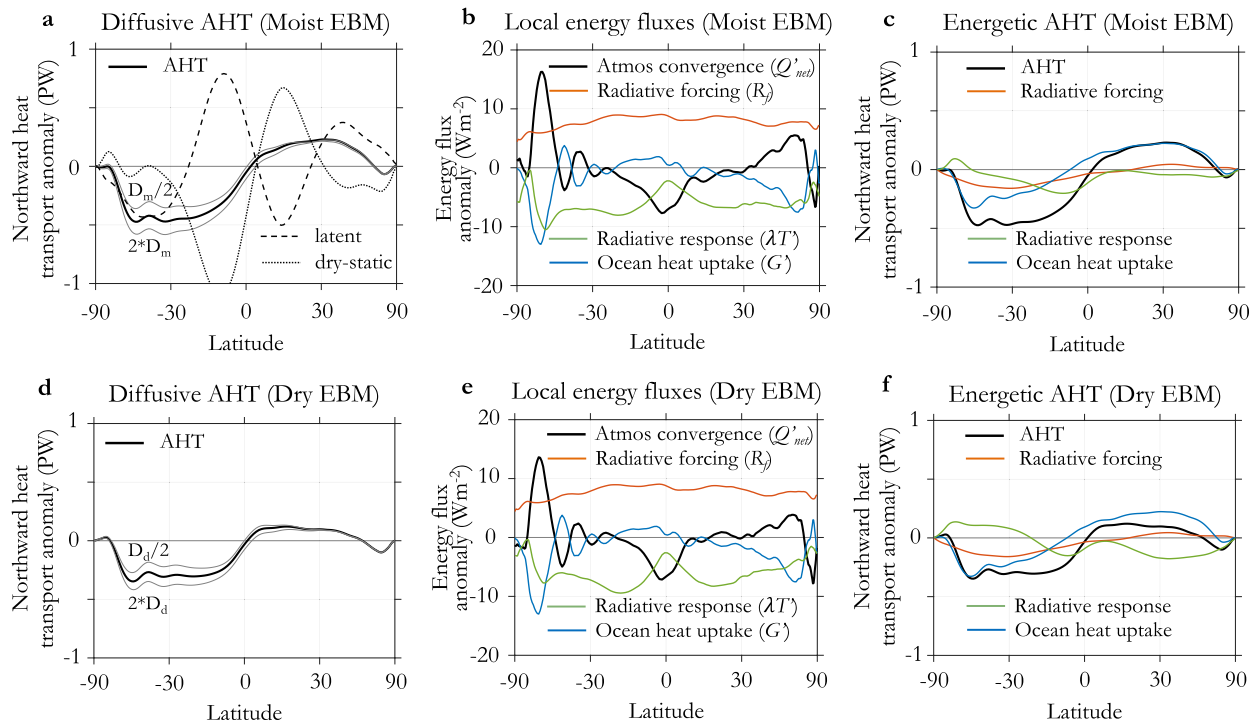 a
Diffusive AHT (Moist EBM)
Northward heat
transport anomaly (PW)
1
0
-1
AHT
D_m/2
2*D_m
latent
dry-static
-90
-30
0
30
90
Latitude
b
Local energy fluxes (Moist EBM)
Energy flux
anomaly (Wm-2)
20
10
0
-10
-20
Atmos convergence (Q'net)
Radiative forcing (Rf)
Radiative response (λT')
Ocean heat uptake (G')
-90
-30
0
30
90
Latitude
c
Energetic AHT (Moist EBM)
Northward heat
transport anomaly (PW)
1
0
-1
AHT
Radiative forcing
Radiative response
Ocean heat uptake
-90
-30
0
30
90
Latitude
d
Diffusive AHT (Dry EBM)
Northward heat
transport anomaly (PW)
1
0
-1
AHT
D_d/2
2*D_d
-90
-30
0
30
90
Latitude
e
Local energy fluxes (Dry EBM)
Energy flux
anomaly (Wm-2)
20
10
0
-10
-20
Atmos convergence (Q'net)
Radiative forcing (Rf)
Radiative response (λT')
Ocean heat uptake (G')
-90
-30
0
30
90
Latitude
f
Energetic AHT (Dry EBM)
Northward heat
transport anomaly (PW)
1
0
-1
AHT
Radiative forcing
Radiative response
Ocean heat uptake
-90
-30
0
30
90
Latitude